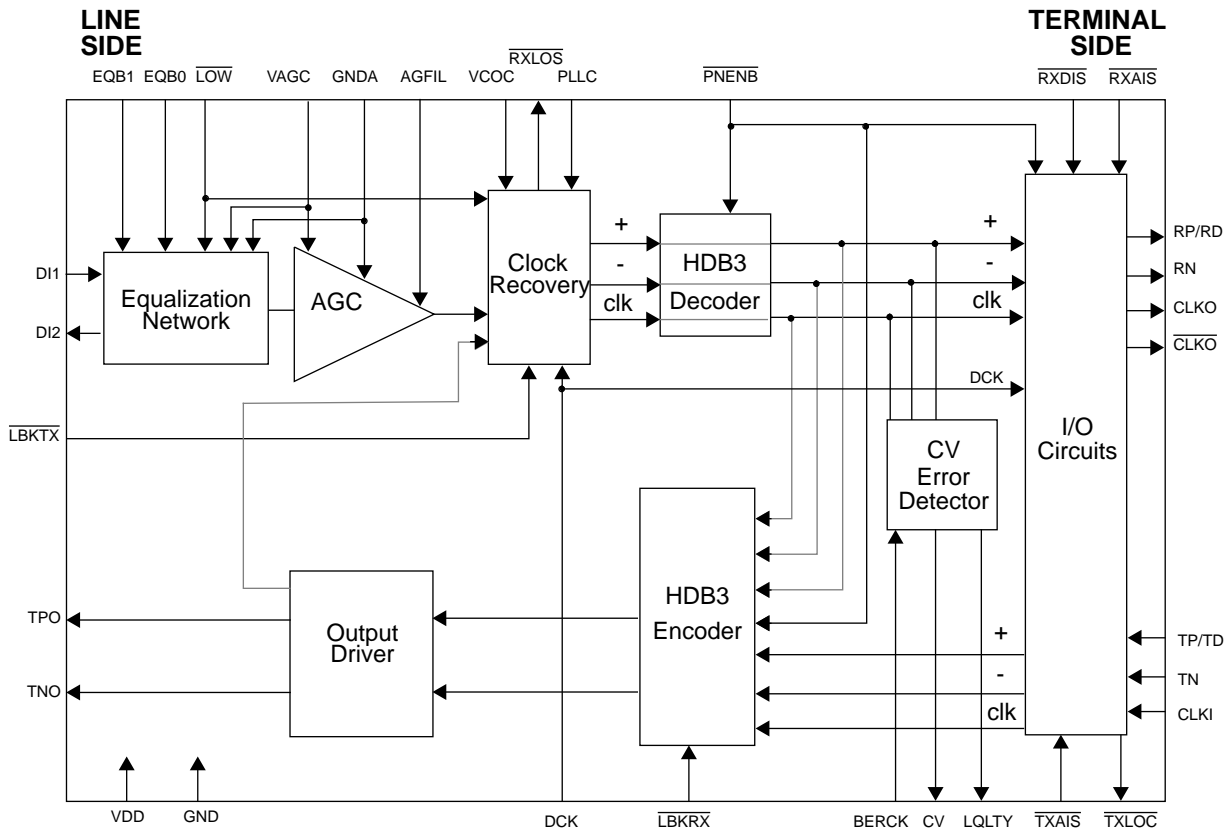 LINE
SIDE
TERMINAL
SIDE
EQB1 EQB0 LOW VAGC GNDA AGFIL VCOC RXLOS PLLC PNENB RXDIS RXAIS
DI1
DI2
Equalization
Network
AGC
Clock
Recovery
+
-
clk
HDB3
Decoder
+
-
clk
DCK
I/O
Circuits
RP/RD
RN
CLKO
CLKO
LBKTX
CV
Error
Detector
TPO
TNO
Output
Driver
HDB3
Encoder
+
-
clk
TP/TD
TN
CLKI
VDD GND DCK LBKRX BERCK CV LQLTY TXAIS TXLOC